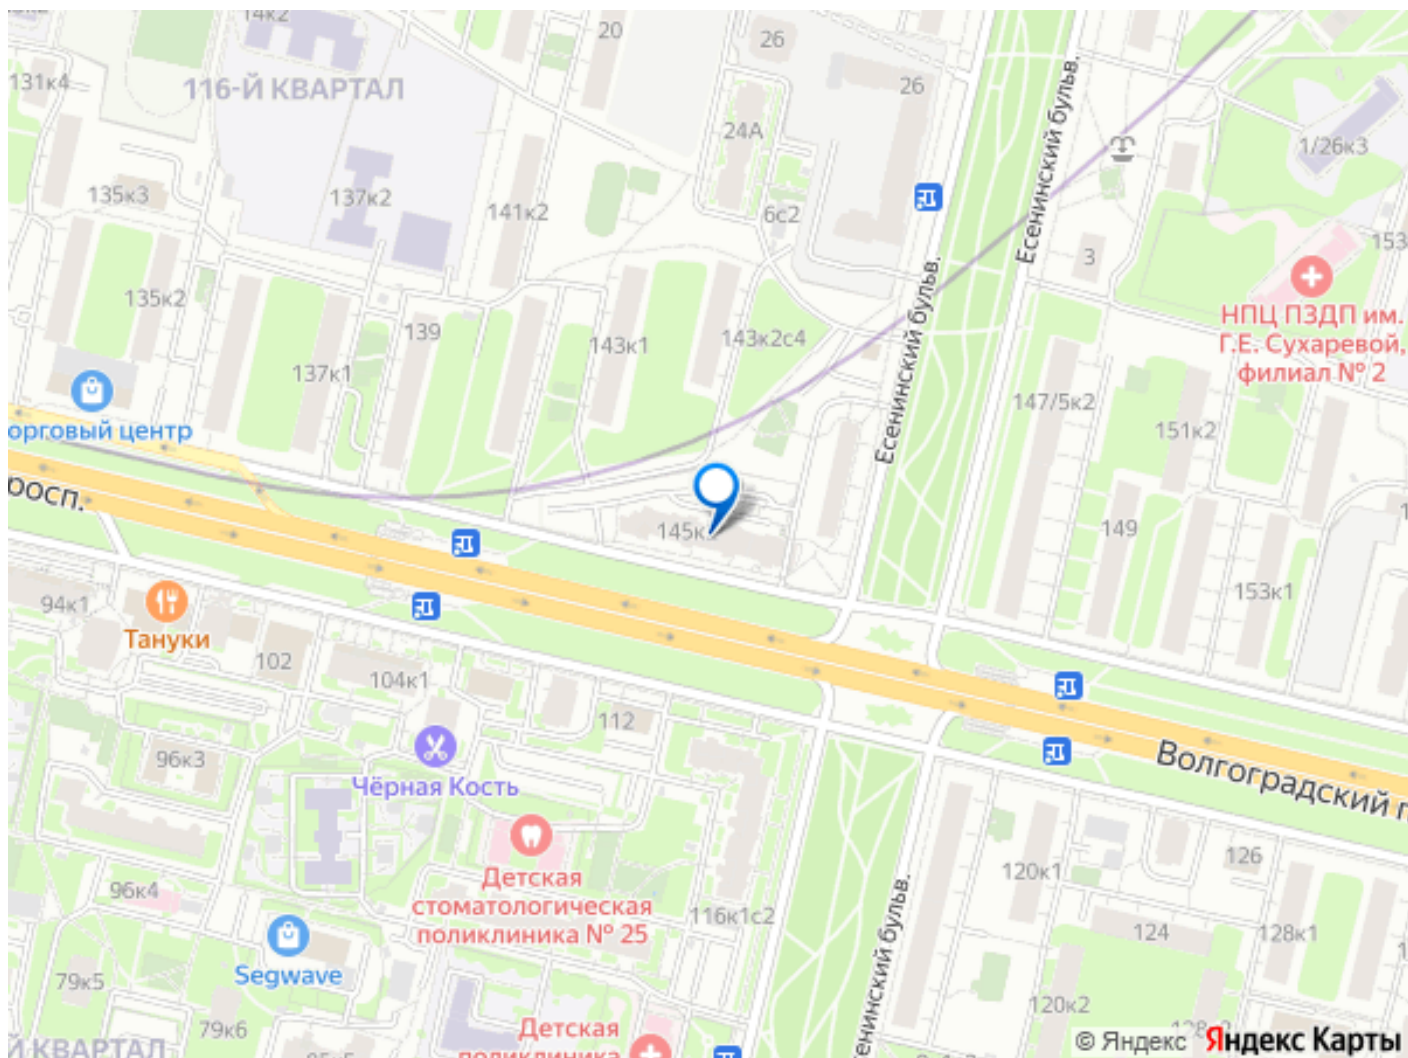 14к2
20
26
26
131к4
116-Й КВАРТАЛ
24А
1/26к3
Есенинский бульв.
135к3
137к2
141к2
6с2
153
3
135к2
139
143к1
143к2с4
НПЦ ПЗДП им.
Г.Е. Сухаревой,
филиал № 2
137к1
Есенинский бульв.
147/5к2
151к2
орговый центр
росп.
145к
149
94к1
153к1
Тануки
102
104к1
112
96к3
Чёрная Кость
Волгоградский п
126
120к1
Детская
стоматологическая
поликлиника № 25
96к4
116к1с2
124
128к1
Segwave
79к5
енинский бульв.
120к2
79к6
Детская
поликлиника
Й КВАРТАЛ
© Яндекс Яндекс Карты